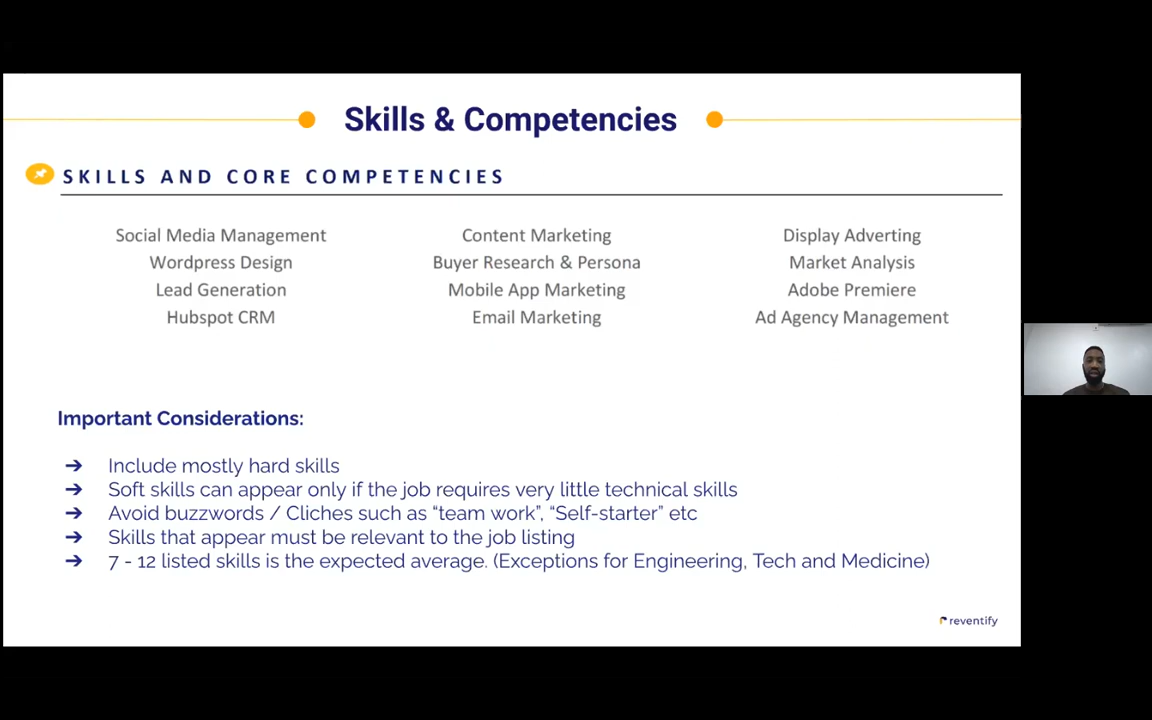 Skills & Competencies
SKILLS AND CORE COMPETENCIES
Social Media Management
Content Marketing
Display Adverting
Wordpress Design
Buyer Research & Persona
Market Analysis
Lead Generation
Mobile App Marketing
Adobe Premiere
Hubspot CRM
Email Marketing
Ad Agency Management
Important Considerations:
➔ Include mostly hard skills
➔ Soft skills can appear only if the job requires very little technical skills
➔ Avoid buzzwords / Cliches such as “team work”, “Self-starter” etc
➔ Skills that appear must be relevant to the job listing
➔ 7 - 12 listed skills is the expected average. (Exceptions for Engineering, Tech and Medicine)
reventify